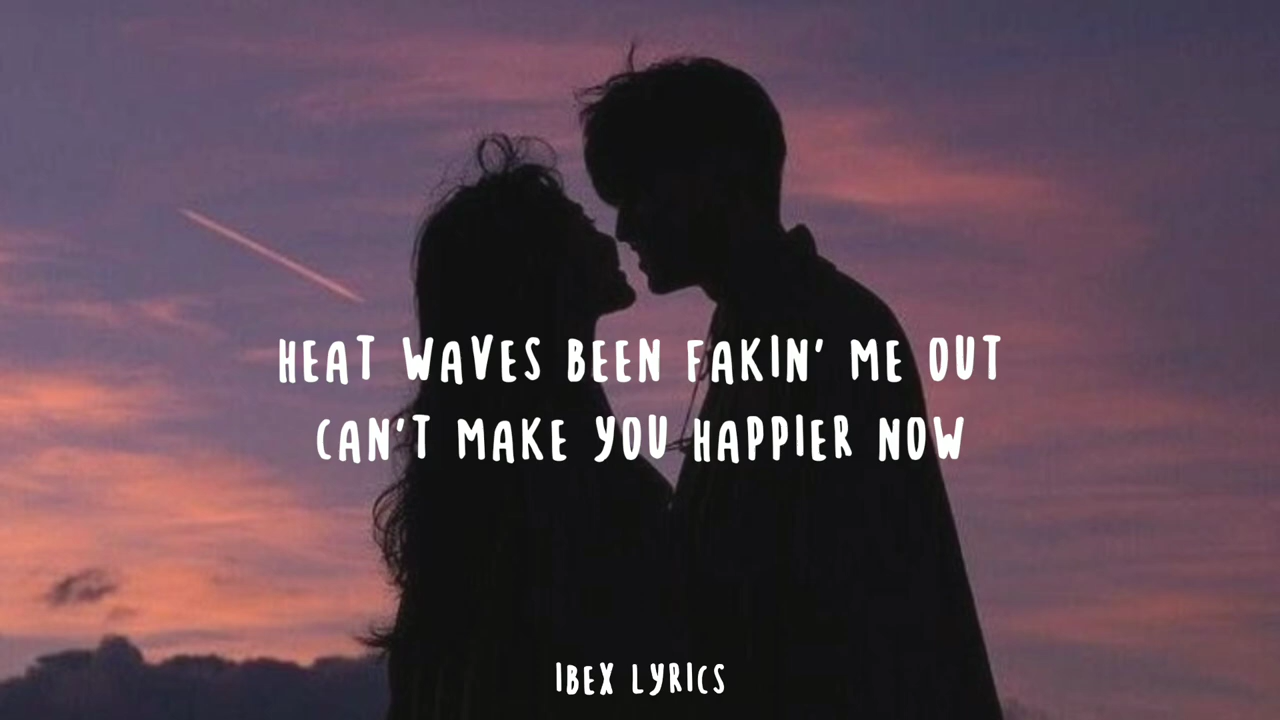 HEAT WAVES BEEN FAKIN' ME OUT
CAN'T MAKE YOU HAPPIER NOW
IBEX LYRICS